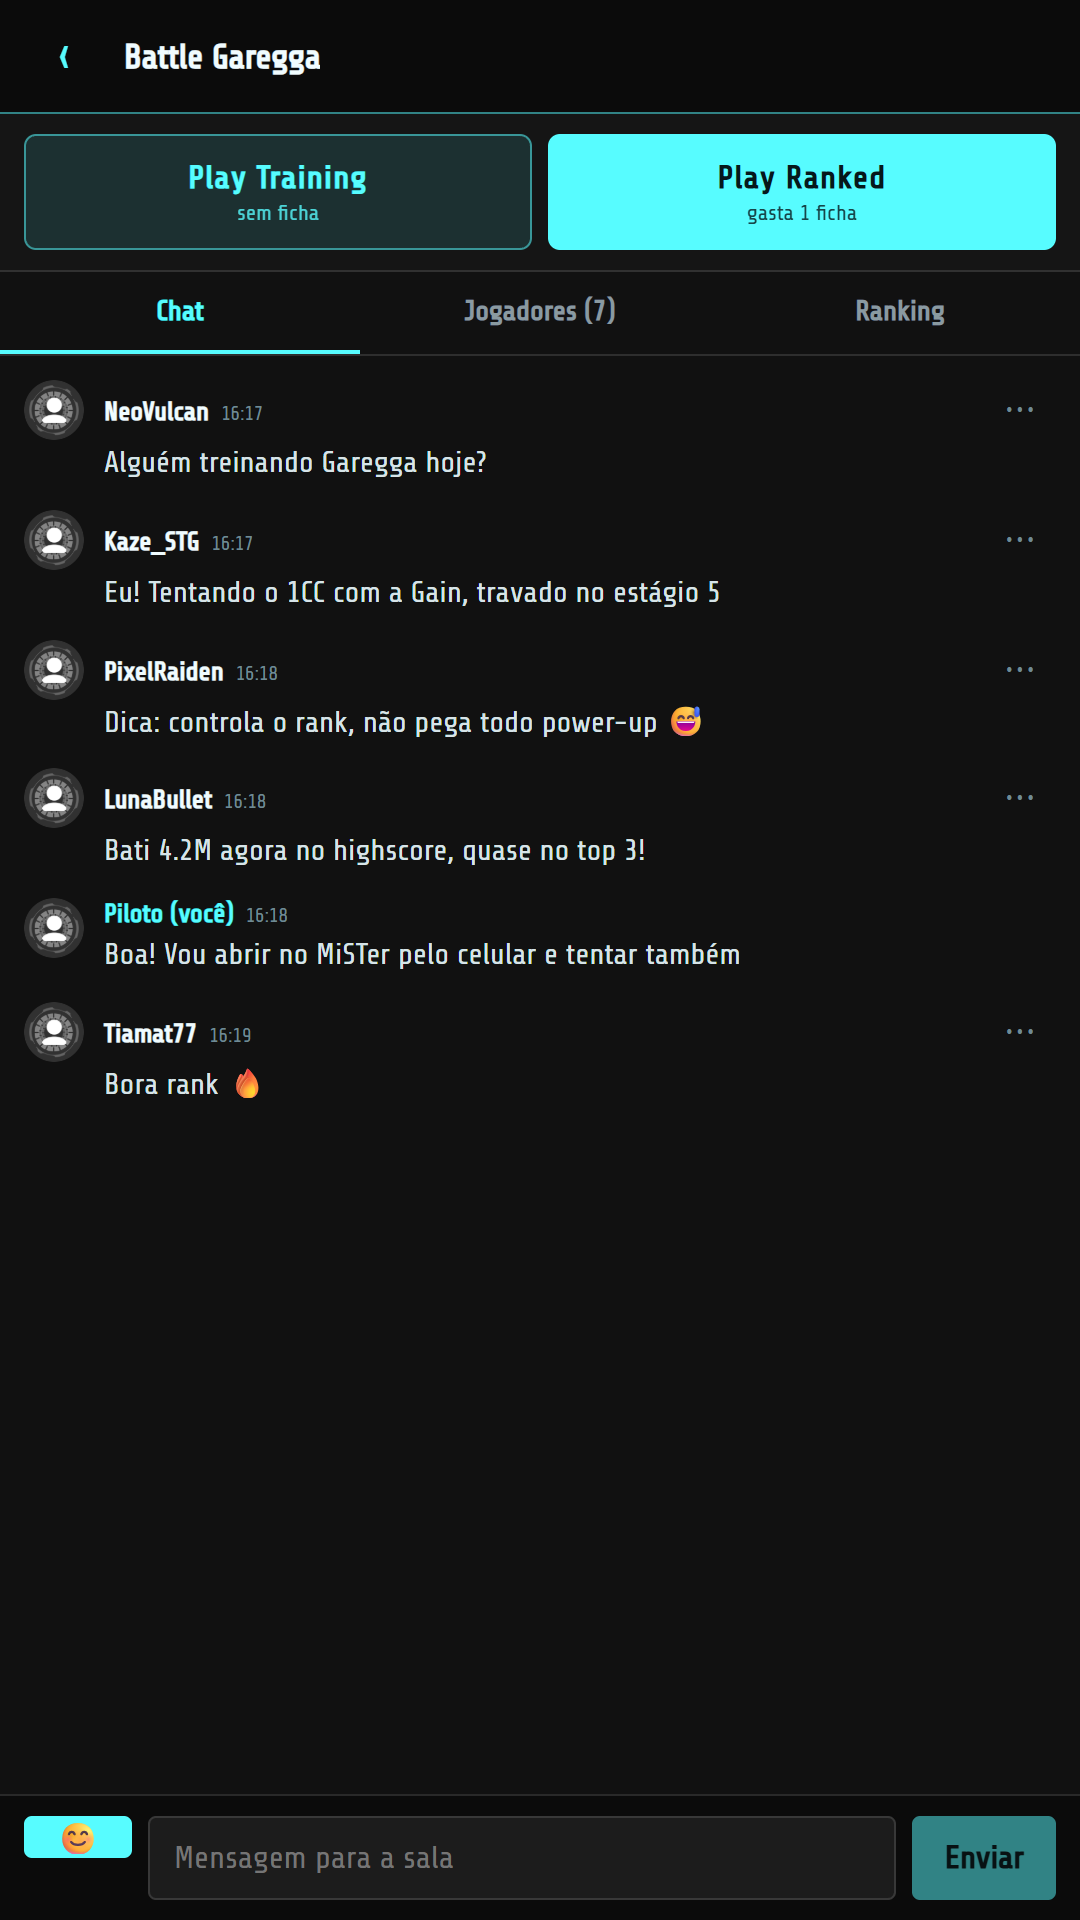 Battle Garegga
Play Training
sem ficha
Play Ranked
gasta 1 ficha
Chat
Jogadores (7)
Ranking
NeoVulcan 16:17
Alguém treinando Garegga hoje?
Kaze_STG 16:17
Eu! Tentando o 1CC com a Gain, travado no estágio 5
PixelRaiden 16:18
Dica: controla o rank, não pega todo power-up 😅
LunaBullet 16:18
Bati 4.2M agora no highscore, quase no top 3!
Piloto (você) 16:18
Boa! Vou abrir no MiSTer pelo celular e tentar também
Tiamat77 16:19
Bora rank 🔥
Mensagem para a sala
Enviar